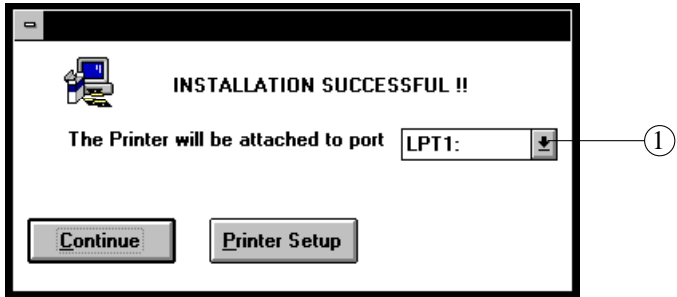 INSTALLATION SUCCESSFUL !!
The Printer will be attached to port LPT1:
1
Continue Printer Setup